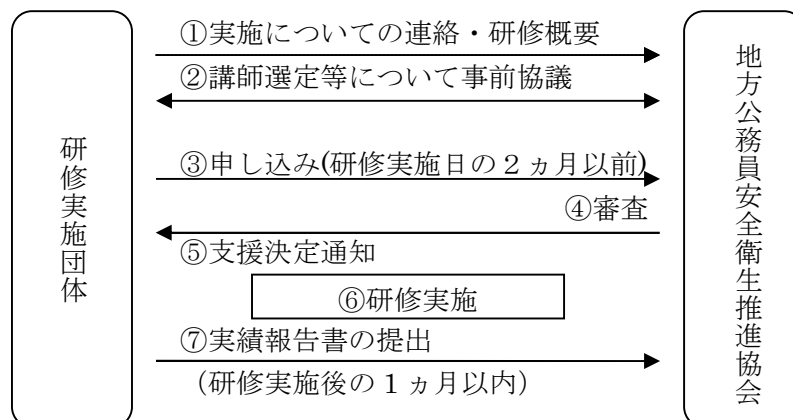 研修実施団体
①実施についての連絡・研修概要
②講師選定等について事前協議
③申し込み(研修実施日の２ヵ月以前)
④審査
⑤支援決定通知
⑥研修実施
⑦実績報告書の提出
（研修実施後の１ヵ月以内）
地方公務員安全衛生推進協会